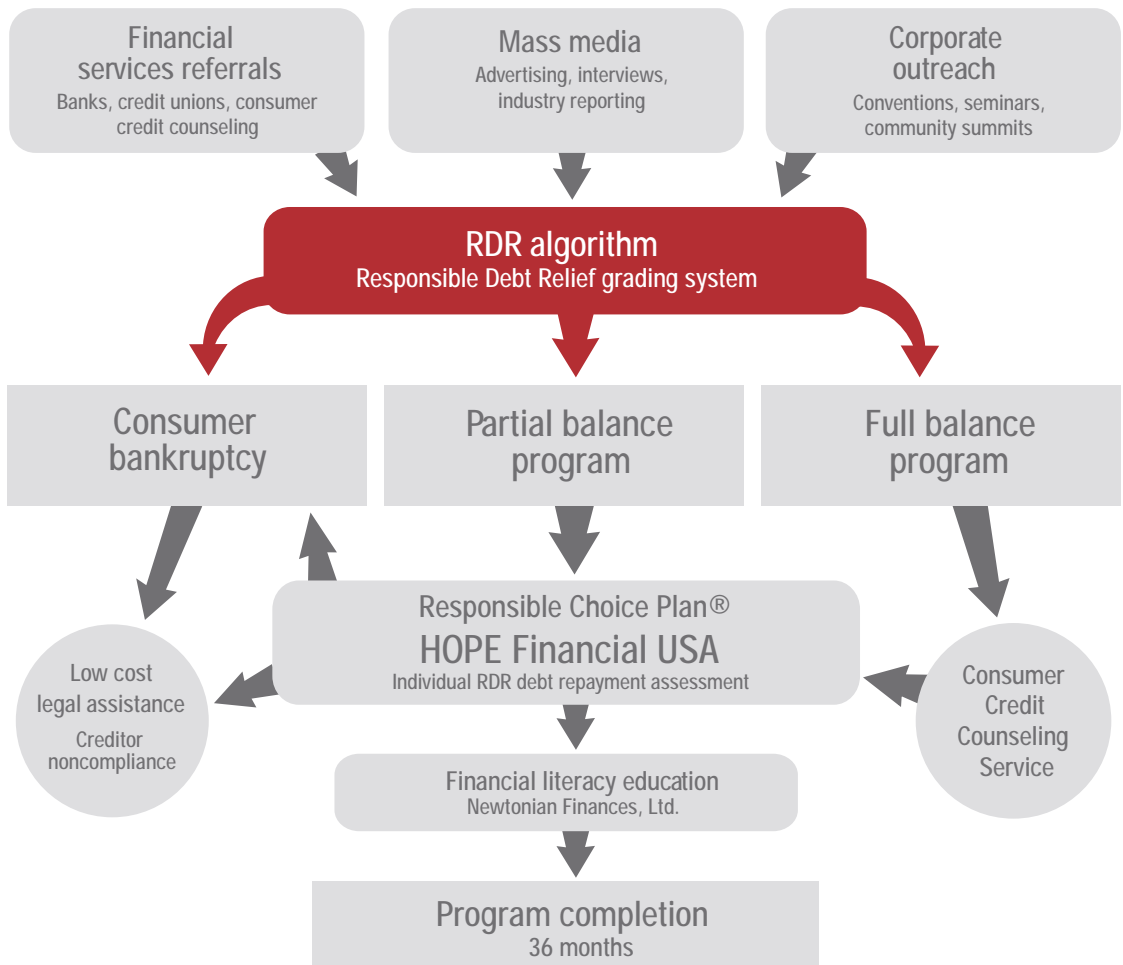 Financial
services referrals
Banks, credit unions, consumer
credit counseling
Mass media
Advertising, interviews,
industry reporting
Corporate
outreach
Conventions, seminars,
community summits
RDR algorithm
Responsible Debt Relief grading system
Consumer
bankruptcy
Partial balance
program
Full balance
program
Responsible Choice Plan®
HOPE Financial USA
Individual RDR debt repayment assessment
Low cost
legal assistance
Creditor
noncompliance
Consumer
Credit
Counseling
Service
Financial literacy education
Newtonian Finances, Ltd.
Program completion
36 months